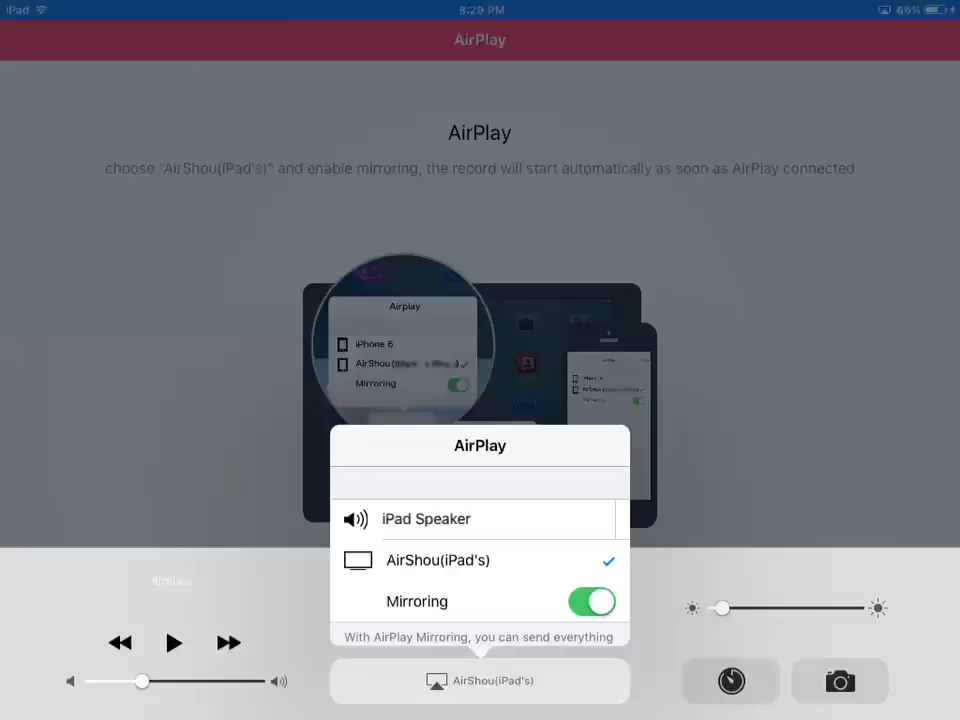 iPad
8:29 PM
66%
AirPlay
AirPlay
choose "AirShou(iPad's)" and enable mirroring, the record will start automatically as soon as AirPlay connected
Airplay
iPhone 6
AirShou(
Mirroring
AirPlay
iPad Speaker
AirShou(iPad's)
Mirroring
With AirPlay Mirroring, you can send everything
AirShou
AirShou(iPad's)